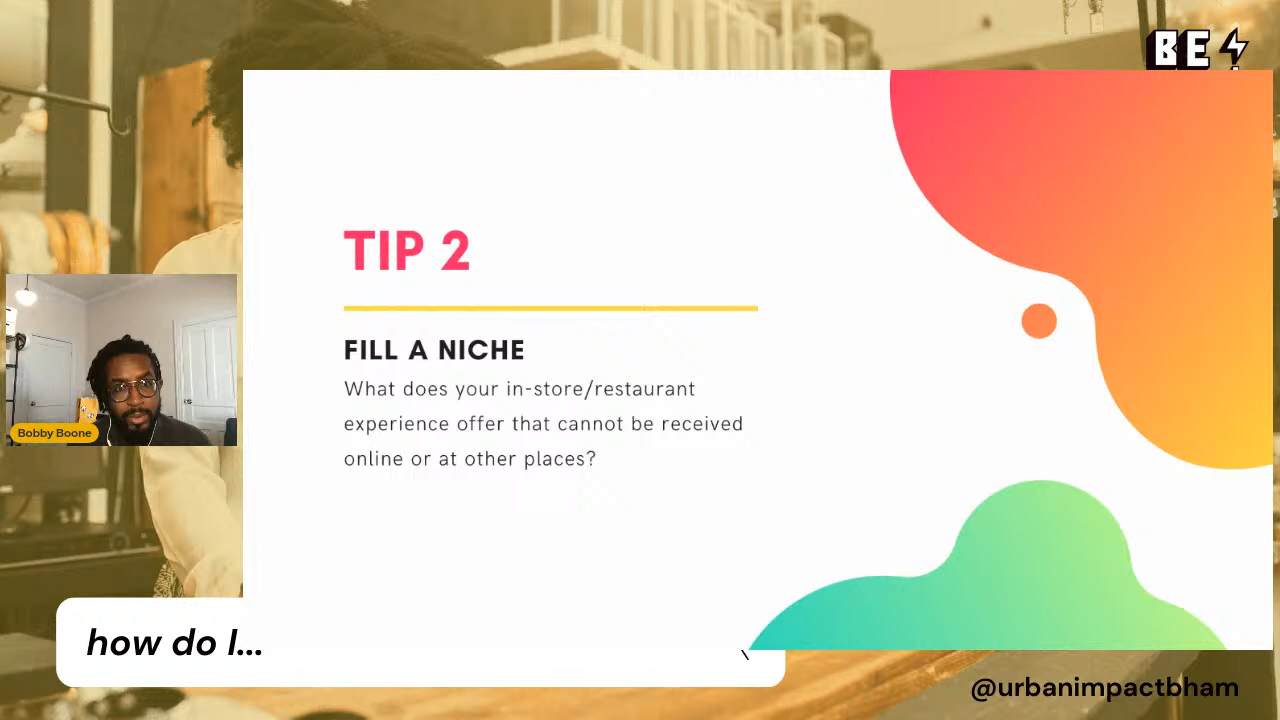 BE
TIP 2
FILL A NICHE
What does your in-store/restaurant
experience offer that cannot be received
online or at other places?
Bobby Boone
how do I...
@urbanimpactbham